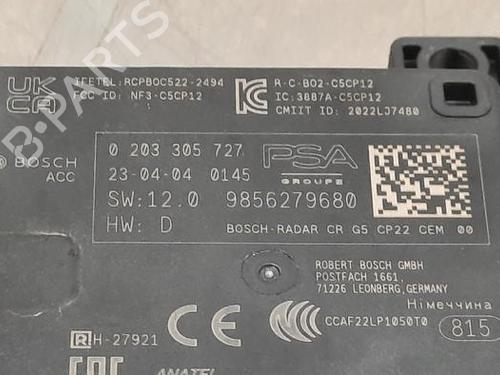 UK
CA
IFETEL:RCPBOC522-2494
FCC ID: NF3-C5CP12
R-C-BO2-C5CP12
IC:3887A-C5CP12
CMIIT ID: 2022LJ7480
BOSCH
ACC
0 203 305 727
23-04-04 0145
SW:12.0
HW: D
PSA
GROUPE
9856279680
BOSCH-RADAR CR G5 CP22 CEM 00
ROBERT BOSCH GMBH
POSTFACH 1661,
71226 LEONBERG,GERMANY
Німеччина
R H-27921
CE
CCC
CCAF22LP1050T0
815
EAC
ANATEL
B-PARTS